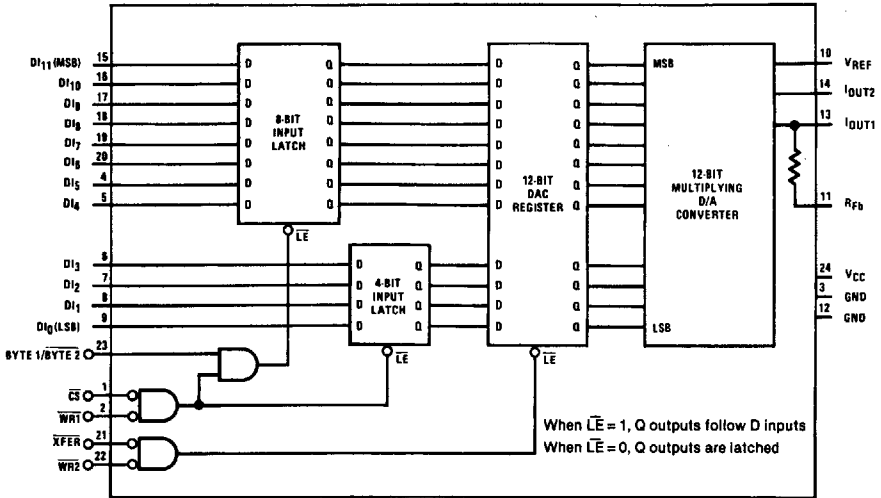 DI11(MSB) 15
DI10 16
DI9 17
DI8 18
DI7 19
DI6 20
DI5 4
DI4 5
DI3 6
DI2 7
DI1 8
DI0(LSB) 9
BYTE 1/BYTE 2 23
CS 1
WR1 2
XFER 21
WR2 22
D Q
D Q
D Q
D Q
D Q
D Q
D Q
D Q
8-BIT
INPUT
LATCH
LE
D Q
D Q
D Q
D Q
4-BIT
INPUT
LATCH
LE
D Q
D Q
D Q
D Q
D Q
D Q
D Q
D Q
D Q
D Q
D Q
D Q
12-BIT
DAC
REGISTER
LE
MSB
12-BIT
MULTIPLYING
D/A
CONVERTER
LSB
10 VREF
14 IOUT2
13 IOUT1
11 RFb
24 VCC
3 GND
12 GND
When LE = 1, Q outputs follow D inputs
When LE = 0, Q outputs are latched